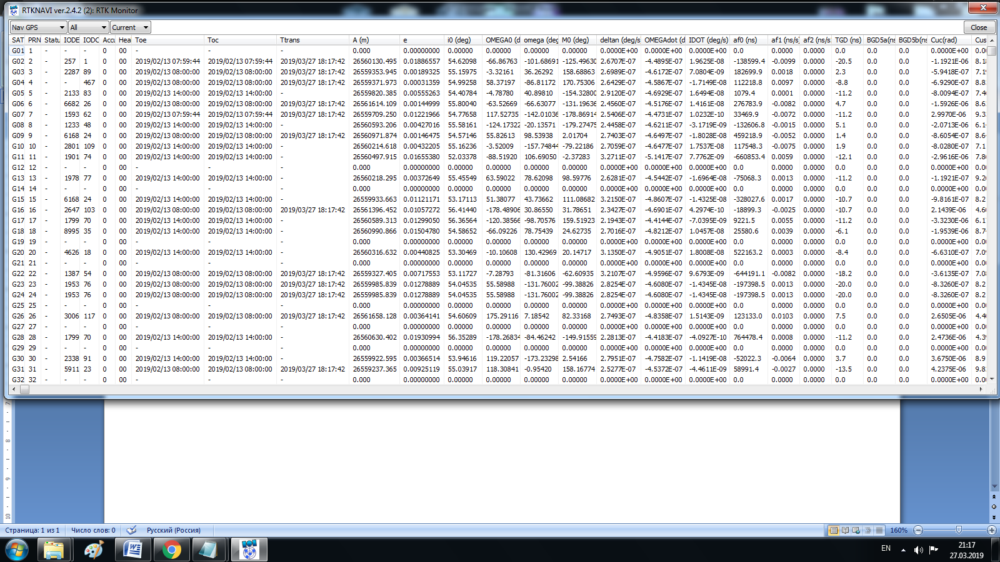 RTKNAVI ver.2.4.2 (2): RTK Monitor
Nav GPS All Current Close
SAT PRN Statu IODE IODC Accu Hea Toe Toc Ttrans A (m) e i0 (deg) OMEGA0 (d omega (deg M0 (deg) deltan (deg/s OMEGAdot (d IDOT (deg/s) af0 (ns) af1 (ns/s) af2 (ns/s TGD (ns) BGD5a(ns BGD5b(ns Cuc(rad) Cus
G01 1 - - - 0 00 - - - 0.000 0.00000000 0.00000 0.00000 0.00000 0.00000 0.0000E+00 0.0000E+00 0.0000E+00 0.0 0.0000 0.0000 0.0 0.0 0.0 0.0000E+00 0.0
G02 2 - 257 1 0 00 2019/02/13 07:59:44 2019/02/13 07:59:44 2019/03/27 18:17:42 26560130.495 0.01886557 54.62098 -66.86763 -101.68691 -125.49630 2.6707E-07 -4.4895E-07 1.9625E-08 -138599.4 -0.0099 0.0000 -20.5 0.0 0.0 -1.1921E-06 8.1
G03 3 - 2287 89 0 00 2019/02/13 08:00:00 2019/02/13 08:00:00 2019/03/27 18:17:42 26559353.945 0.00189325 55.15975 -3.32161 36.26292 158.68863 2.6989E-07 -4.6172E-07 7.0804E-09 182699.9 0.0018 0.0000 2.3 0.0 0.0 -5.9418E-07 7.1
G04 4 - - 467 0 00 2019/02/13 08:00:00 2019/02/13 08:00:00 2019/03/27 18:17:42 26559371.973 0.00031359 54.99258 58.37197 -86.81172 170.75306 2.6429E-07 -4.5867E-07 -1.7149E-08 112218.8 0.0097 0.0000 -8.8 0.0 0.0 -6.9290E-07 8.8
G05 5 - 2133 83 0 00 2019/02/13 14:00:00 2019/02/13 14:00:00 - 26559820.385 0.00555263 54.40784 -4.78780 40.89810 -154.32800 2.9120E-07 -4.6929E-07 1.6494E-08 1079.4 0.0001 0.0000 -11.2 0.0 0.0 -8.0094E-07 7.4
G06 6 - 6682 26 0 00 2019/02/13 08:00:00 2019/02/13 08:00:00 2019/03/27 18:17:42 26561614.109 0.00144999 55.80040 -63.52669 -66.63077 -131.19636 2.4560E-07 -4.5176E-07 1.4161E-08 276783.9 -0.0082 0.0000 4.7 0.0 0.0 -1.5926E-06 8.6
G07 7 - 1593 62 0 00 2019/02/13 07:59:44 2019/02/13 07:59:44 2019/03/27 18:17:42 26559709.250 0.01221966 54.77658 117.52735 -142.01036 -178.86914 2.5406E-07 -4.4731E-07 1.0232E-10 33469.9 -0.0072 0.0000 -11.2 0.0 0.0 2.9970E-06 9.3
G08 8 - 1233 48 0 00 2019/02/13 14:00:00 2019/02/13 14:00:00 - 26560593.206 0.00427016 55.58161 -124.17322 -20.13571 -179.27475 2.4458E-07 -4.6211E-07 -3.1719E-09 -132606.8 -0.0015 0.0000 5.1 0.0 0.0 -2.0713E-06 6.1
G09 9 - 6168 24 0 00 2019/02/13 08:00:00 2019/02/13 08:00:00 2019/03/27 18:17:42 26560971.874 0.00146475 54.57146 55.82613 98.53938 2.01704 2.7403E-07 -4.6497E-07 -1.8028E-08 459218.9 -0.0052 0.0000 1.4 0.0 0.0 -8.6054E-07 8.6
G10 10 - 2801 109 0 00 2019/02/13 14:00:00 2019/02/13 14:00:00 - 26560214.618 0.00432205 55.16236 -3.52009 -157.74844 -79.22186 2.7059E-07 -4.6477E-07 1.7537E-08 117548.3 -0.0075 0.0000 1.9 0.0 0.0 -8.0280E-07 7.1
G11 11 - 1901 74 0 00 2019/02/13 14:00:00 2019/02/13 14:00:00 - 26560497.915 0.01655380 52.03378 -88.51920 106.69050 -2.37283 3.2711E-07 -5.1417E-07 7.7762E-09 -660853.4 0.0059 0.0000 -12.1 0.0 0.0 -2.9616E-06 7.8
G12 12 - - - 0 00 - - - 0.000 0.00000000 0.00000 0.00000 0.00000 0.00000 0.0000E+00 0.0000E+00 0.0000E+00 0.0 0.0000 0.0000 0.0 0.0 0.0 0.0000E+00 0.0
G13 13 - 1978 77 0 00 2019/02/13 14:00:00 2019/02/13 14:00:00 - 26560218.295 0.00372649 55.45549 63.59022 78.62098 98.59776 2.6281E-07 -4.5442E-07 -1.6964E-08 -75068.3 0.0013 0.0000 -11.2 0.0 0.0 -1.1921E-07 9.2
G14 14 - - - 0 00 - - - 0.000 0.00000000 0.00000 0.00000 0.00000 0.00000 0.0000E+00 0.0000E+00 0.0000E+00 0.0 0.0000 0.0000 0.0 0.0 0.0 0.0000E+00 0.0
G15 15 - 6168 24 0 00 2019/02/13 14:00:00 2019/02/13 14:00:00 - 26559933.663 0.01121171 53.17113 51.38077 43.73662 111.08682 3.2150E-07 -4.8607E-07 -1.4325E-08 -328027.6 0.0017 0.0000 -10.7 0.0 0.0 -9.8161E-07 8.2
G16 16 - 2647 103 0 00 2019/02/13 08:00:00 2019/02/13 08:00:00 2019/03/27 18:17:42 26561396.452 0.01057272 56.41440 -178.48906 30.86550 31.78651 2.3427E-07 -4.6901E-07 4.2974E-10 -18899.3 -0.0025 0.0000 -10.7 0.0 0.0 2.1439E-06 4.6
G17 17 - 1799 70 0 00 2019/02/13 14:00:00 2019/02/13 14:00:00 - 26560589.313 0.01299050 56.36564 -120.38566 -98.70576 159.51923 2.1943E-07 -4.4144E-07 -7.0395E-09 9221.5 0.0055 0.0000 -11.2 0.0 0.0 -3.3230E-06 6.1
G18 18 - 8995 35 0 00 2019/02/13 14:00:00 2019/02/13 14:00:00 - 26560990.866 0.01504780 54.58652 -66.09226 78.75439 24.62735 2.7016E-07 -4.8212E-07 1.0457E-08 25580.6 0.0039 0.0000 -6.1 0.0 0.0 -1.9539E-06 8.7
G19 19 - - - 0 00 - - - 0.000 0.00000000 0.00000 0.00000 0.00000 0.00000 0.0000E+00 0.0000E+00 0.0000E+00 0.0 0.0000 0.0000 0.0 0.0 0.0 0.0000E+00 0.0
G20 20 - 4626 18 0 00 2019/02/13 14:00:00 2019/02/13 14:00:00 - 26560316.632 0.00440825 53.30469 -10.10608 130.42969 20.14717 3.1350E-07 -4.9051E-07 1.8008E-08 522163.2 0.0003 0.0000 -8.4 0.0 0.0 -6.6310E-07 7.0
G21 21 - - - 0 00 - - - 0.000 0.00000000 0.00000 0.00000 0.00000 0.00000 0.0000E+00 0.0000E+00 0.0000E+00 0.0 0.0000 0.0000 0.0 0.0 0.0 0.0000E+00 0.0
G22 22 - 1387 54 0 00 2019/02/13 08:00:00 2019/02/13 08:00:00 2019/03/27 18:17:42 26559327.405 0.00717553 53.11727 -7.28793 -81.31606 -62.60935 3.2107E-07 -4.9596E-07 9.6793E-09 -644191.1 -0.0082 0.0000 -18.2 0.0 0.0 -3.6135E-07 7.0
G23 23 - 1953 76 0 00 2019/02/13 08:00:00 2019/02/13 08:00:00 2019/03/27 18:17:42 26559985.839 0.01278889 54.04535 55.58988 -131.76002 -99.38826 2.8254E-07 -4.6080E-07 -1.4345E-08 -197398.5 0.0013 0.0000 -20.0 0.0 0.0 -8.3260E-07 8.2
G24 24 - 1953 76 0 00 2019/02/13 08:00:00 2019/02/13 08:00:00 2019/03/27 18:17:42 26559985.839 0.01278889 54.04535 55.58988 -131.76002 -99.38826 2.8254E-07 -4.6080E-07 -1.4345E-08 -197398.5 0.0013 0.0000 -20.0 0.0 0.0 -8.3260E-07 8.2
G25 25 - - - 0 00 - - - 0.000 0.00000000 0.00000 0.00000 0.00000 0.00000 0.0000E+00 0.0000E+00 0.0000E+00 0.0 0.0000 0.0000 0.0 0.0 0.0 0.0000E+00 0.0
G26 26 - 3006 117 0 00 2019/02/13 08:00:00 2019/02/13 08:00:00 2019/03/27 18:17:42 26561658.128 0.00364141 54.60609 175.29116 7.18542 82.33168 2.7493E-07 -4.8358E-07 1.5143E-09 123133.0 0.0103 0.0000 7.5 0.0 0.0 2.6505E-06 4.4
G27 27 - - - 0 00 - - - 0.000 0.00000000 0.00000 0.00000 0.00000 0.00000 0.0000E+00 0.0000E+00 0.0000E+00 0.0 0.0000 0.0000 0.0 0.0 0.0 0.0000E+00 0.0
G28 28 - 1799 70 0 00 2019/02/13 14:00:00 2019/02/13 14:00:00 - 26560630.402 0.01930994 56.35289 -178.26834 -84.46242 -149.91559 2.2813E-07 -4.4183E-07 -4.0927E-10 764478.4 0.0008 0.0000 -11.2 0.0 0.0 2.4736E-06 4.3
G29 29 - - - 0 00 - - - 0.000 0.00000000 0.00000 0.00000 0.00000 0.00000 0.0000E+00 0.0000E+00 0.0000E+00 0.0 0.0000 0.0000 0.0 0.0 0.0 0.0000E+00 0.0
G30 30 - 2338 91 0 00 2019/02/13 14:00:00 2019/02/13 14:00:00 - 26559922.595 0.00366514 53.94616 119.22057 -173.23298 2.54166 2.7951E-07 -4.7582E-07 -1.1419E-08 -52022.3 -0.0064 0.0000 3.7 0.0 0.0 3.6750E-06 8.9
G31 31 - 5911 23 0 00 2019/02/13 08:00:00 2019/02/13 08:00:00 2019/03/27 18:17:42 26559237.365 0.00925119 55.03917 118.30841 -0.95420 158.16774 2.5277E-07 -4.5372E-07 -4.4611E-09 58991.4 -0.0027 0.0000 -13.5 0.0 0.0 4.2375E-06 9.8
G32 32 - - - 0 00 - - - 0.000 0.00000000 0.00000 0.00000 0.00000 0.00000 0.0000E+00 0.0000E+00 0.0000E+00 0.0 0.0000 0.0000 0.0 0.0 0.0 0.0000E+00 0.0
7
8
9
10
Страница: 1 из 1 Число слов: 0 Русский (Россия) 160%
EN 21:17
27.03.2019